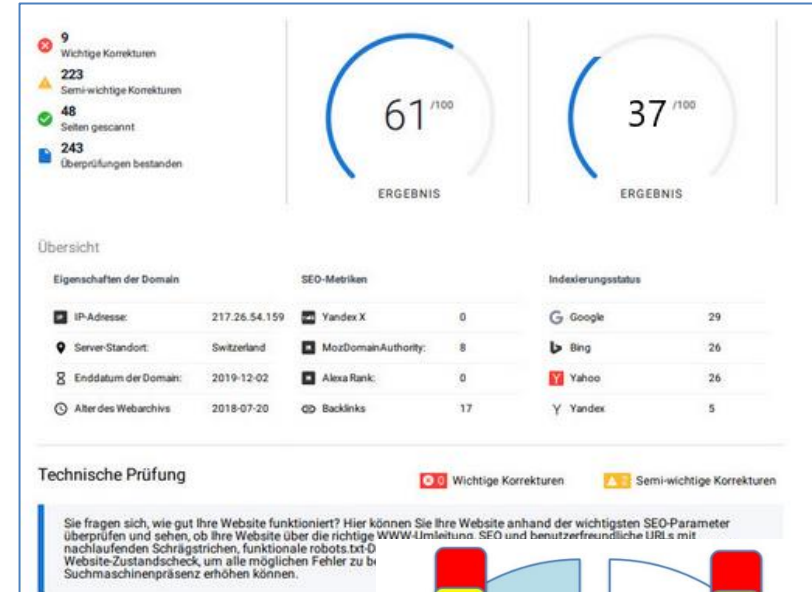 9
Wichtige Korrekturen
223
Semi-wichtige Korrekturen
48
Seiten gescannt
243
Überprüfungen bestanden
61 /100
ERGEBNIS
37 /100
ERGEBNIS
Übersicht
Eigenschaften der Domain
IP-Adresse: 217.26.54.159
Server-Standort: Switzerland
Enddatum der Domain: 2019-12-02
Alter des Webarchivs 2018-07-20
SEO-Metriken
Yandex X 0
MozDomainAuthority: 8
Alexa Rank: 0
Backlinks 17
Indexierungsstatus
Google 29
Bing 26
Yahoo 26
Yandex 5
Technische Prüfung
0 Wichtige Korrekturen
2 Semi-wichtige Korrekturen
Sie fragen sich, wie gut Ihre Website funktioniert? Hier können Sie Ihre Website anhand der wichtigsten SEO-Parameter
überprüfen und sehen, ob Ihre Website über die richtige WWW-Umleitung, SEO und benutzerfreundliche URLs mit
nachlaufenden Schrägstrichen, funktionale robots.txt-D
Website-Zustandscheck, um alle möglichen Fehler zu be
Suchmaschinenpräsenz erhöhen können.